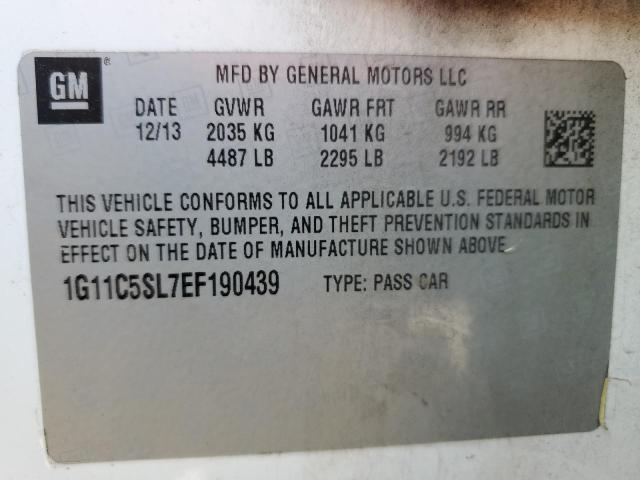 GM ®
MFD BY GENERAL MOTORS LLC
DATE GVWR GAWR FRT GAWR RR
12/13 2035 KG 1041 KG 994 KG
4487 LB 2295 LB 2192 LB
THIS VEHICLE CONFORMS TO ALL APPLICABLE U.S. FEDERAL MOTOR
VEHICLE SAFETY, BUMPER, AND THEFT PREVENTION STANDARDS IN
EFFECT ON THE DATE OF MANUFACTURE SHOWN ABOVE.
1G11C5SL7EF190439 TYPE: PASS CAR